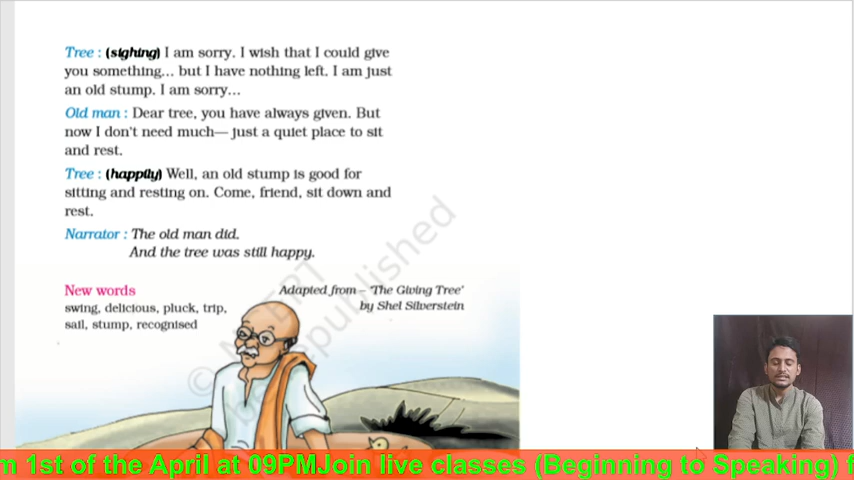 Tree : (sighing) I am sorry. I wish that I could give
you something... but I have nothing left. I am just
an old stump. I am sorry...
Old man : Dear tree, you have always given. But
now I don't need much— just a quiet place to sit
and rest.
Tree : (happily) Well, an old stump is good for
sitting and resting on. Come, friend, sit down and
rest.
Narrator : The old man did.
And the tree was still happy.
New words
swing, delicious, pluck, trip,
sail, stump, recognised
Adapted from – 'The Giving Tree'
by Shel Silverstein
1st of the April at 09PMJoin live classes (Beginning to Speaking)